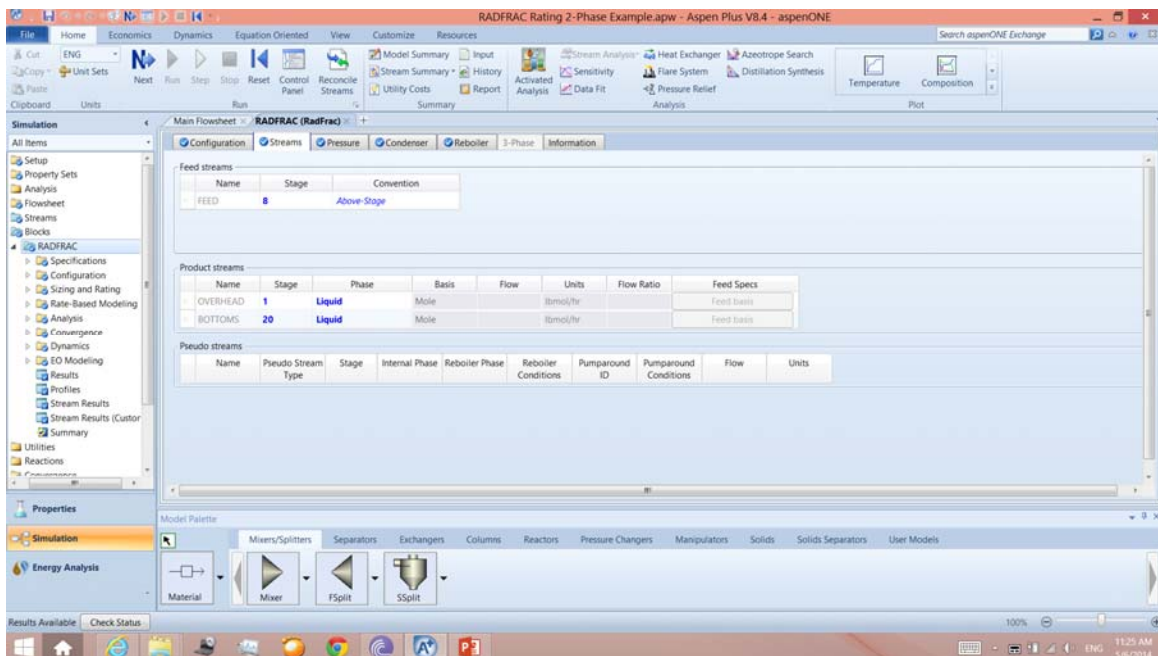 RADFRAC Rating 2-Phase Example.apw - Aspen Plus V8.4 - aspenONE
File Home Economics Dynamics Equation Oriented View Customize Resources Search aspenONE Exchange
Cut ENG Model Summary Input Stream Analysis Heat Exchanger Azeotrope Search
Copy Unit Sets Next Run Step Stop Reset Control Panel Reconcile Streams Stream Summary History Activated Analysis Sensitivity Flare System Distillation Synthesis Temperature Composition
Paste Utility Costs Report Data Fit Pressure Relief
Clipboard Units Run Summary Analysis Plot
Simulation Main Flowsheet RADFRAC (RadFrac)
All Items Configuration Streams Pressure Condenser Reboiler 3-Phase Information
Setup
Property Sets
Analysis
Flowsheet
Streams
Blocks
RADFRAC
Specifications
Configuration
Sizing and Rating
Rate-Based Modeling
Analysis
Convergence
Dynamics
EO Modeling
Results
Profiles
Stream Results
Stream Results (Custor
Summary
Utilities
Reactions
Convergence
Feed streams
Name Stage Convention
FEED 8 Above-Stage
Product streams
Name Stage Phase Basis Flow Units Flow Ratio Feed Specs
OVERHEAD 1 Liquid Mole lbmol/hr Feed basis
BOTTOMS 20 Liquid Mole lbmol/hr Feed basis
Pseudo streams
Name Pseudo Stream Type Stage Internal Phase Reboiler Phase Reboiler Conditions Pumparound ID Pumparound Conditions Flow Units
Properties
Simulation
Energy Analysis
Model Palette
Mixers/Splitters Separators Exchangers Columns Reactors Pressure Changers Manipulators Solids Solids Separators User Models
Material Mixer FSplit SSplit
Results Available Check Status 100%
ENG 11:25 AM
5/6/2014